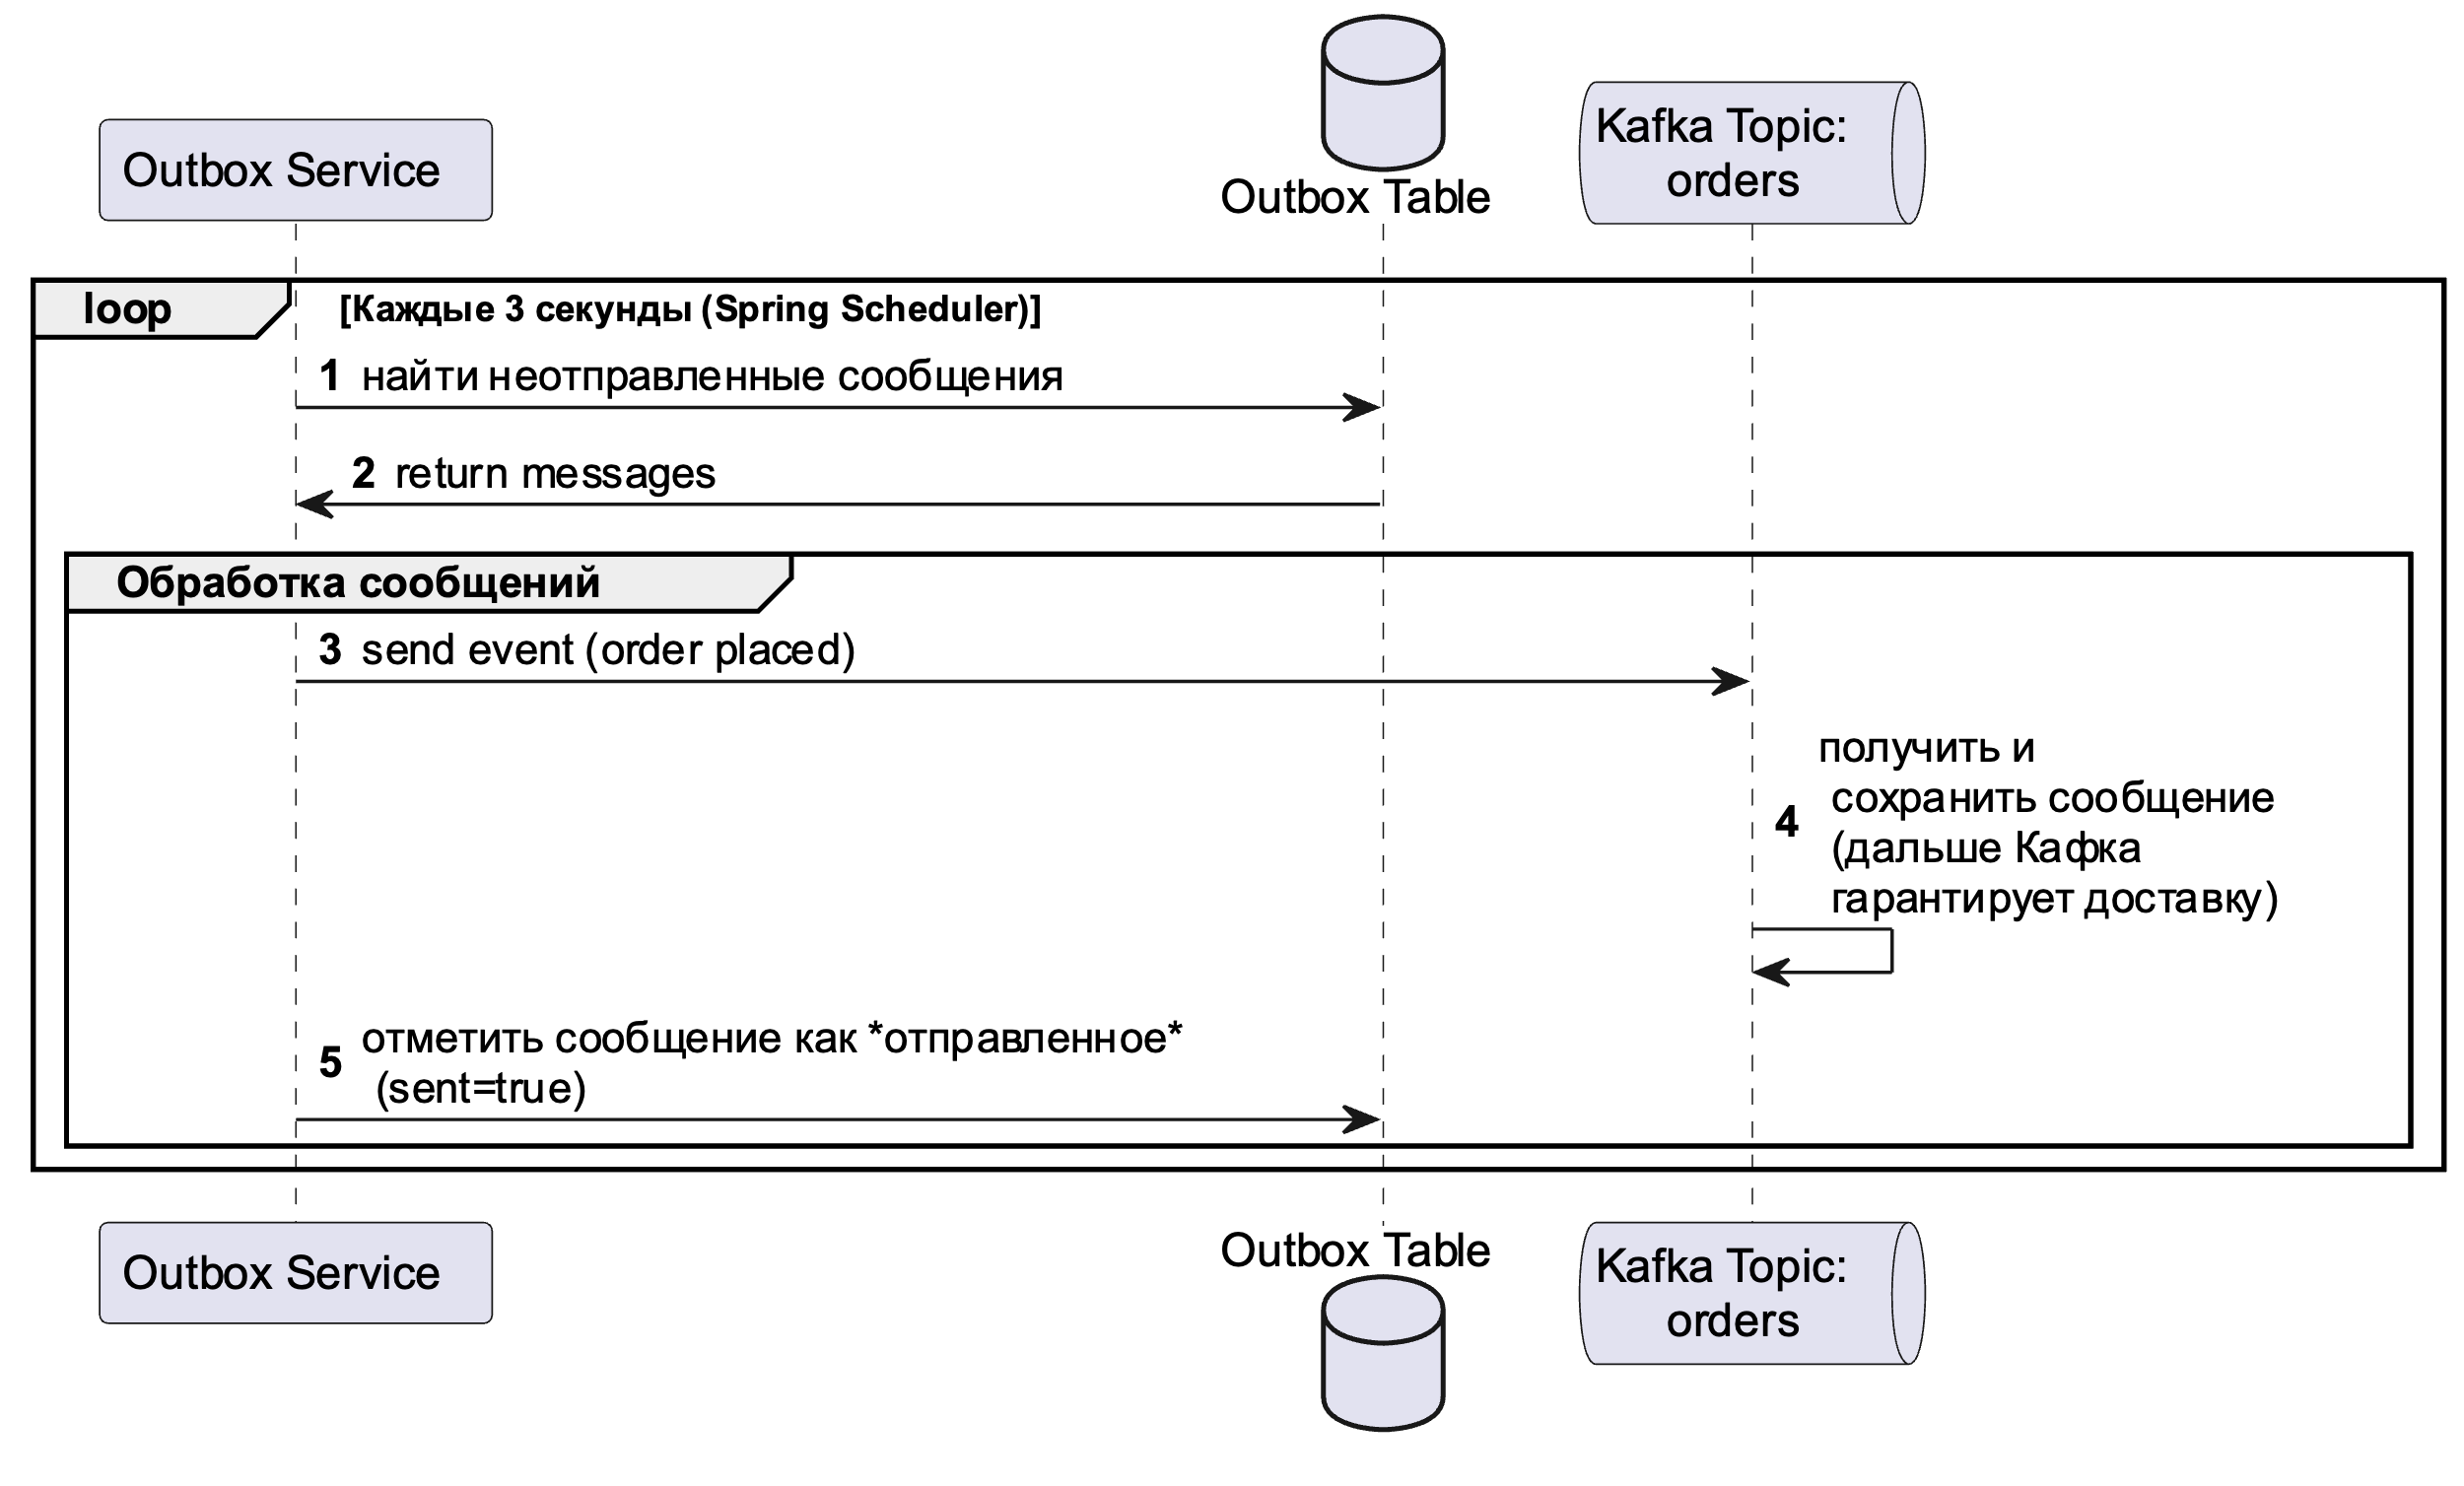 Outbox Service
Outbox Table
Kafka Topic:
orders
loop
[Каждые 3 секунды (Spring Scheduler)]
1 найти неотправленные сообщения
2 return messages
Обработка сообщений
3 send event (order placed)
получить и
сохранить сообщение
4
(дальше Кафка
гарантирует доставку)
отметить сообщение как *отправленное*
5
(sent=true)
Outbox Service
Outbox Table
Kafka Topic:
orders